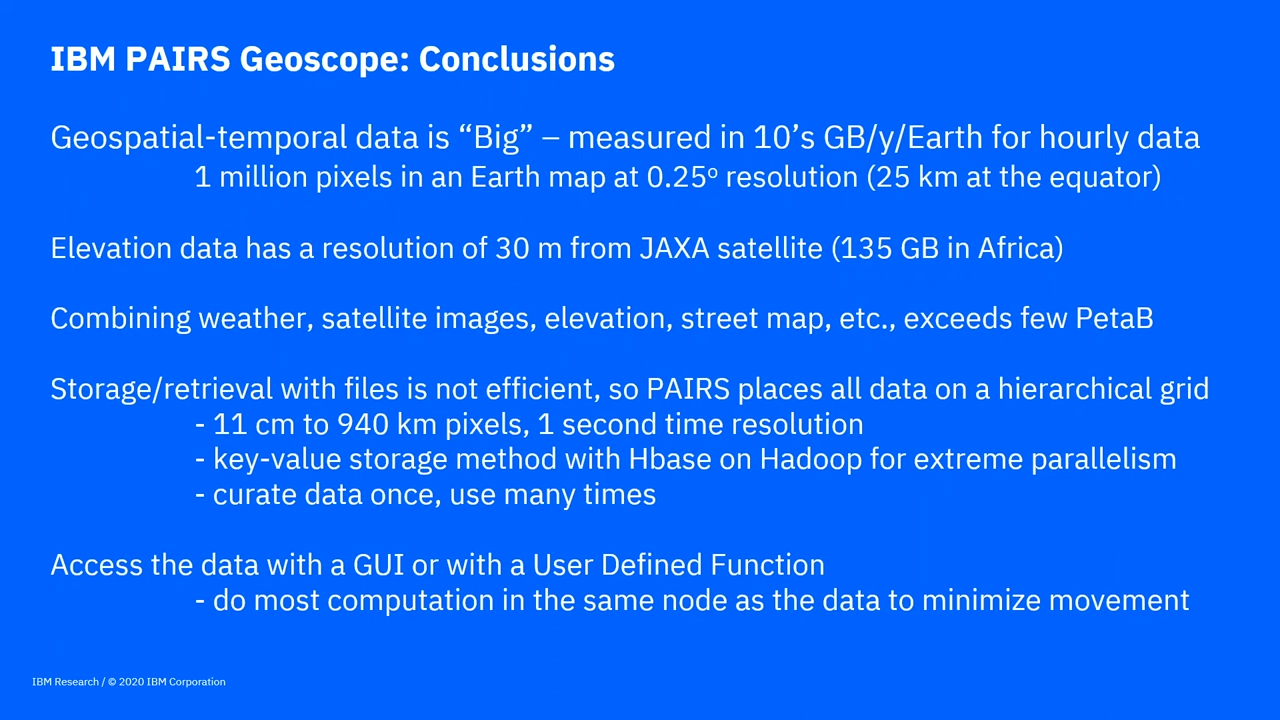 IBM PAIRS Geoscope: Conclusions
Geospatial-temporal data is “Big” – measured in 10’s GB/y/Earth for hourly data
1 million pixels in an Earth map at 0.25º resolution (25 km at the equator)
Elevation data has a resolution of 30 m from JAXA satellite (135 GB in Africa)
Combining weather, satellite images, elevation, street map, etc., exceeds few PetaB
Storage/retrieval with files is not efficient, so PAIRS places all data on a hierarchical grid
- 11 cm to 940 km pixels, 1 second time resolution
- key-value storage method with Hbase on Hadoop for extreme parallelism
- curate data once, use many times
Access the data with a GUI or with a User Defined Function
- do most computation in the same node as the data to minimize movement
IBM Research / © 2020 IBM Corporation